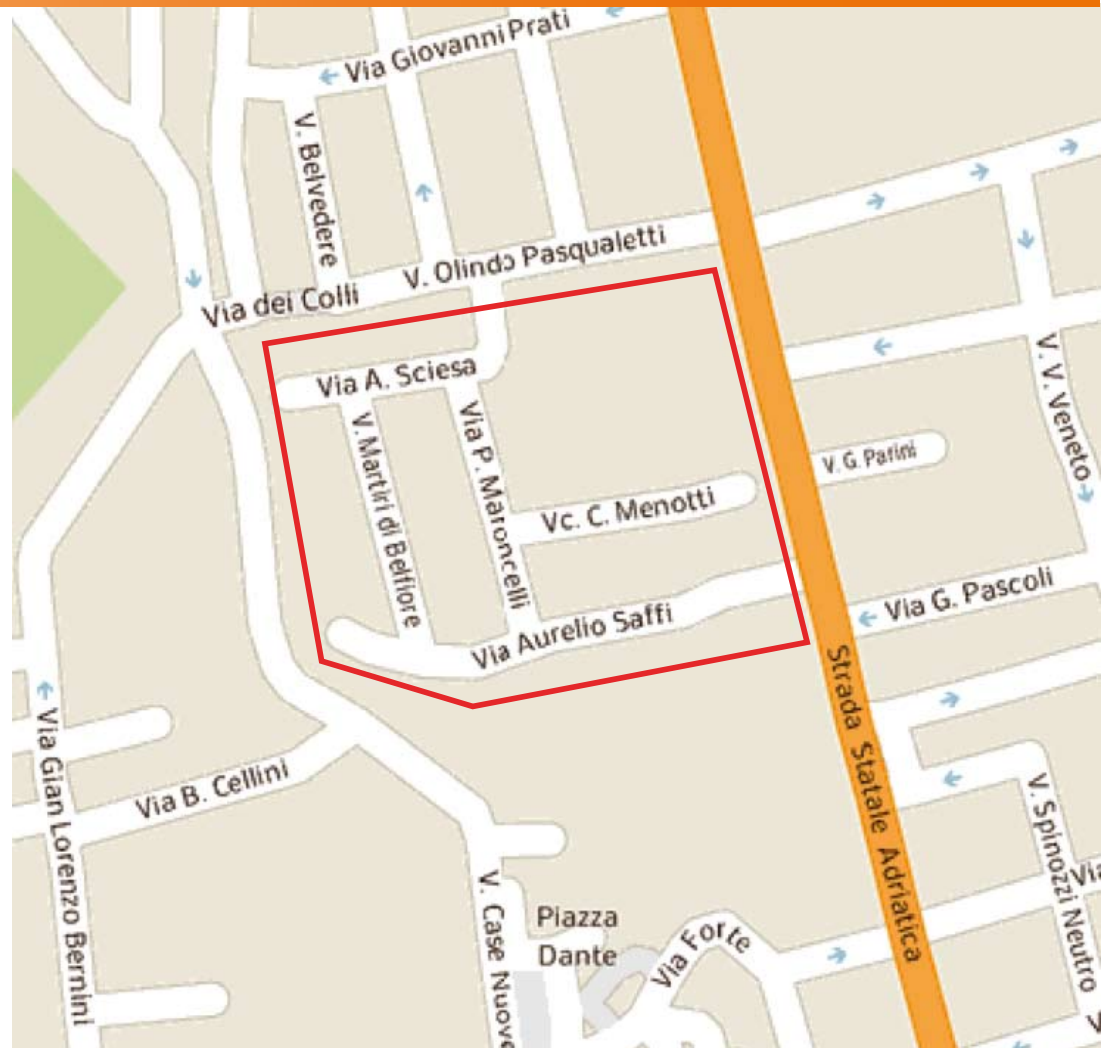 Via Giovanni Prati
V. Belvedere
V. Olindo Pasqualetti
Via dei Colli
Via A. Sciesa
V. Martiri di Belfiore
Via P. Maroncelli
Vc. C. Menotti
V. G. Parini
V. V. Veneto
Via G. Pascoli
Via Aurelio Saffi
Strada Statale Adriatica
Via Gian Lorenzo Bernini
Via B. Cellini
V. Spinozzi Neutro
Via
V. Case Nuove
Piazza
Dante
Via Forte
V